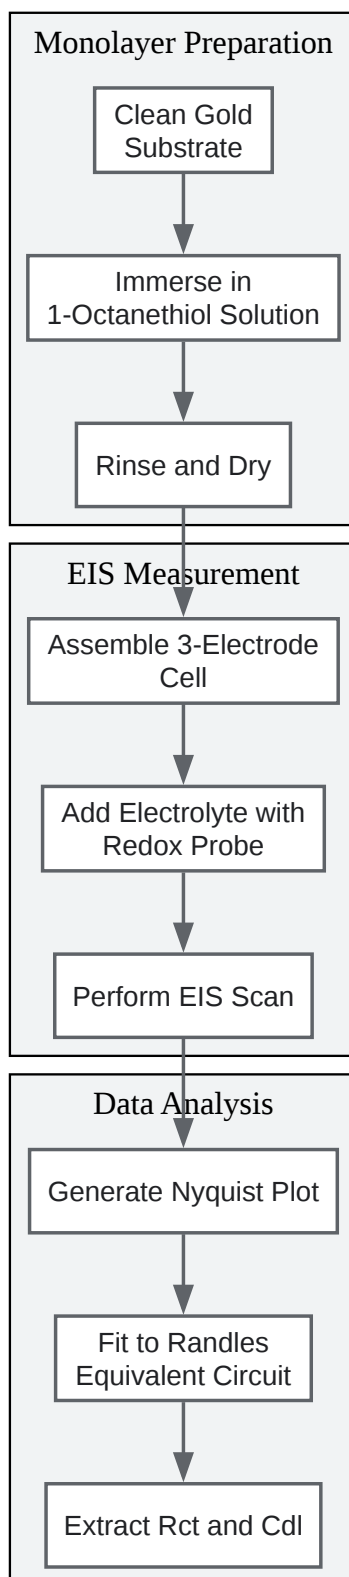 Monolayer Preparation
Clean Gold
Substrate
Immerse in
1-Octanethiol Solution
Rinse and Dry
EIS Measurement
Assemble 3-Electrode
Cell
Add Electrolyte with
Redox Probe
Perform EIS Scan
Data Analysis
Generate Nyquist Plot
Fit to Randles
Equivalent Circuit
Extract Rct and Cdl